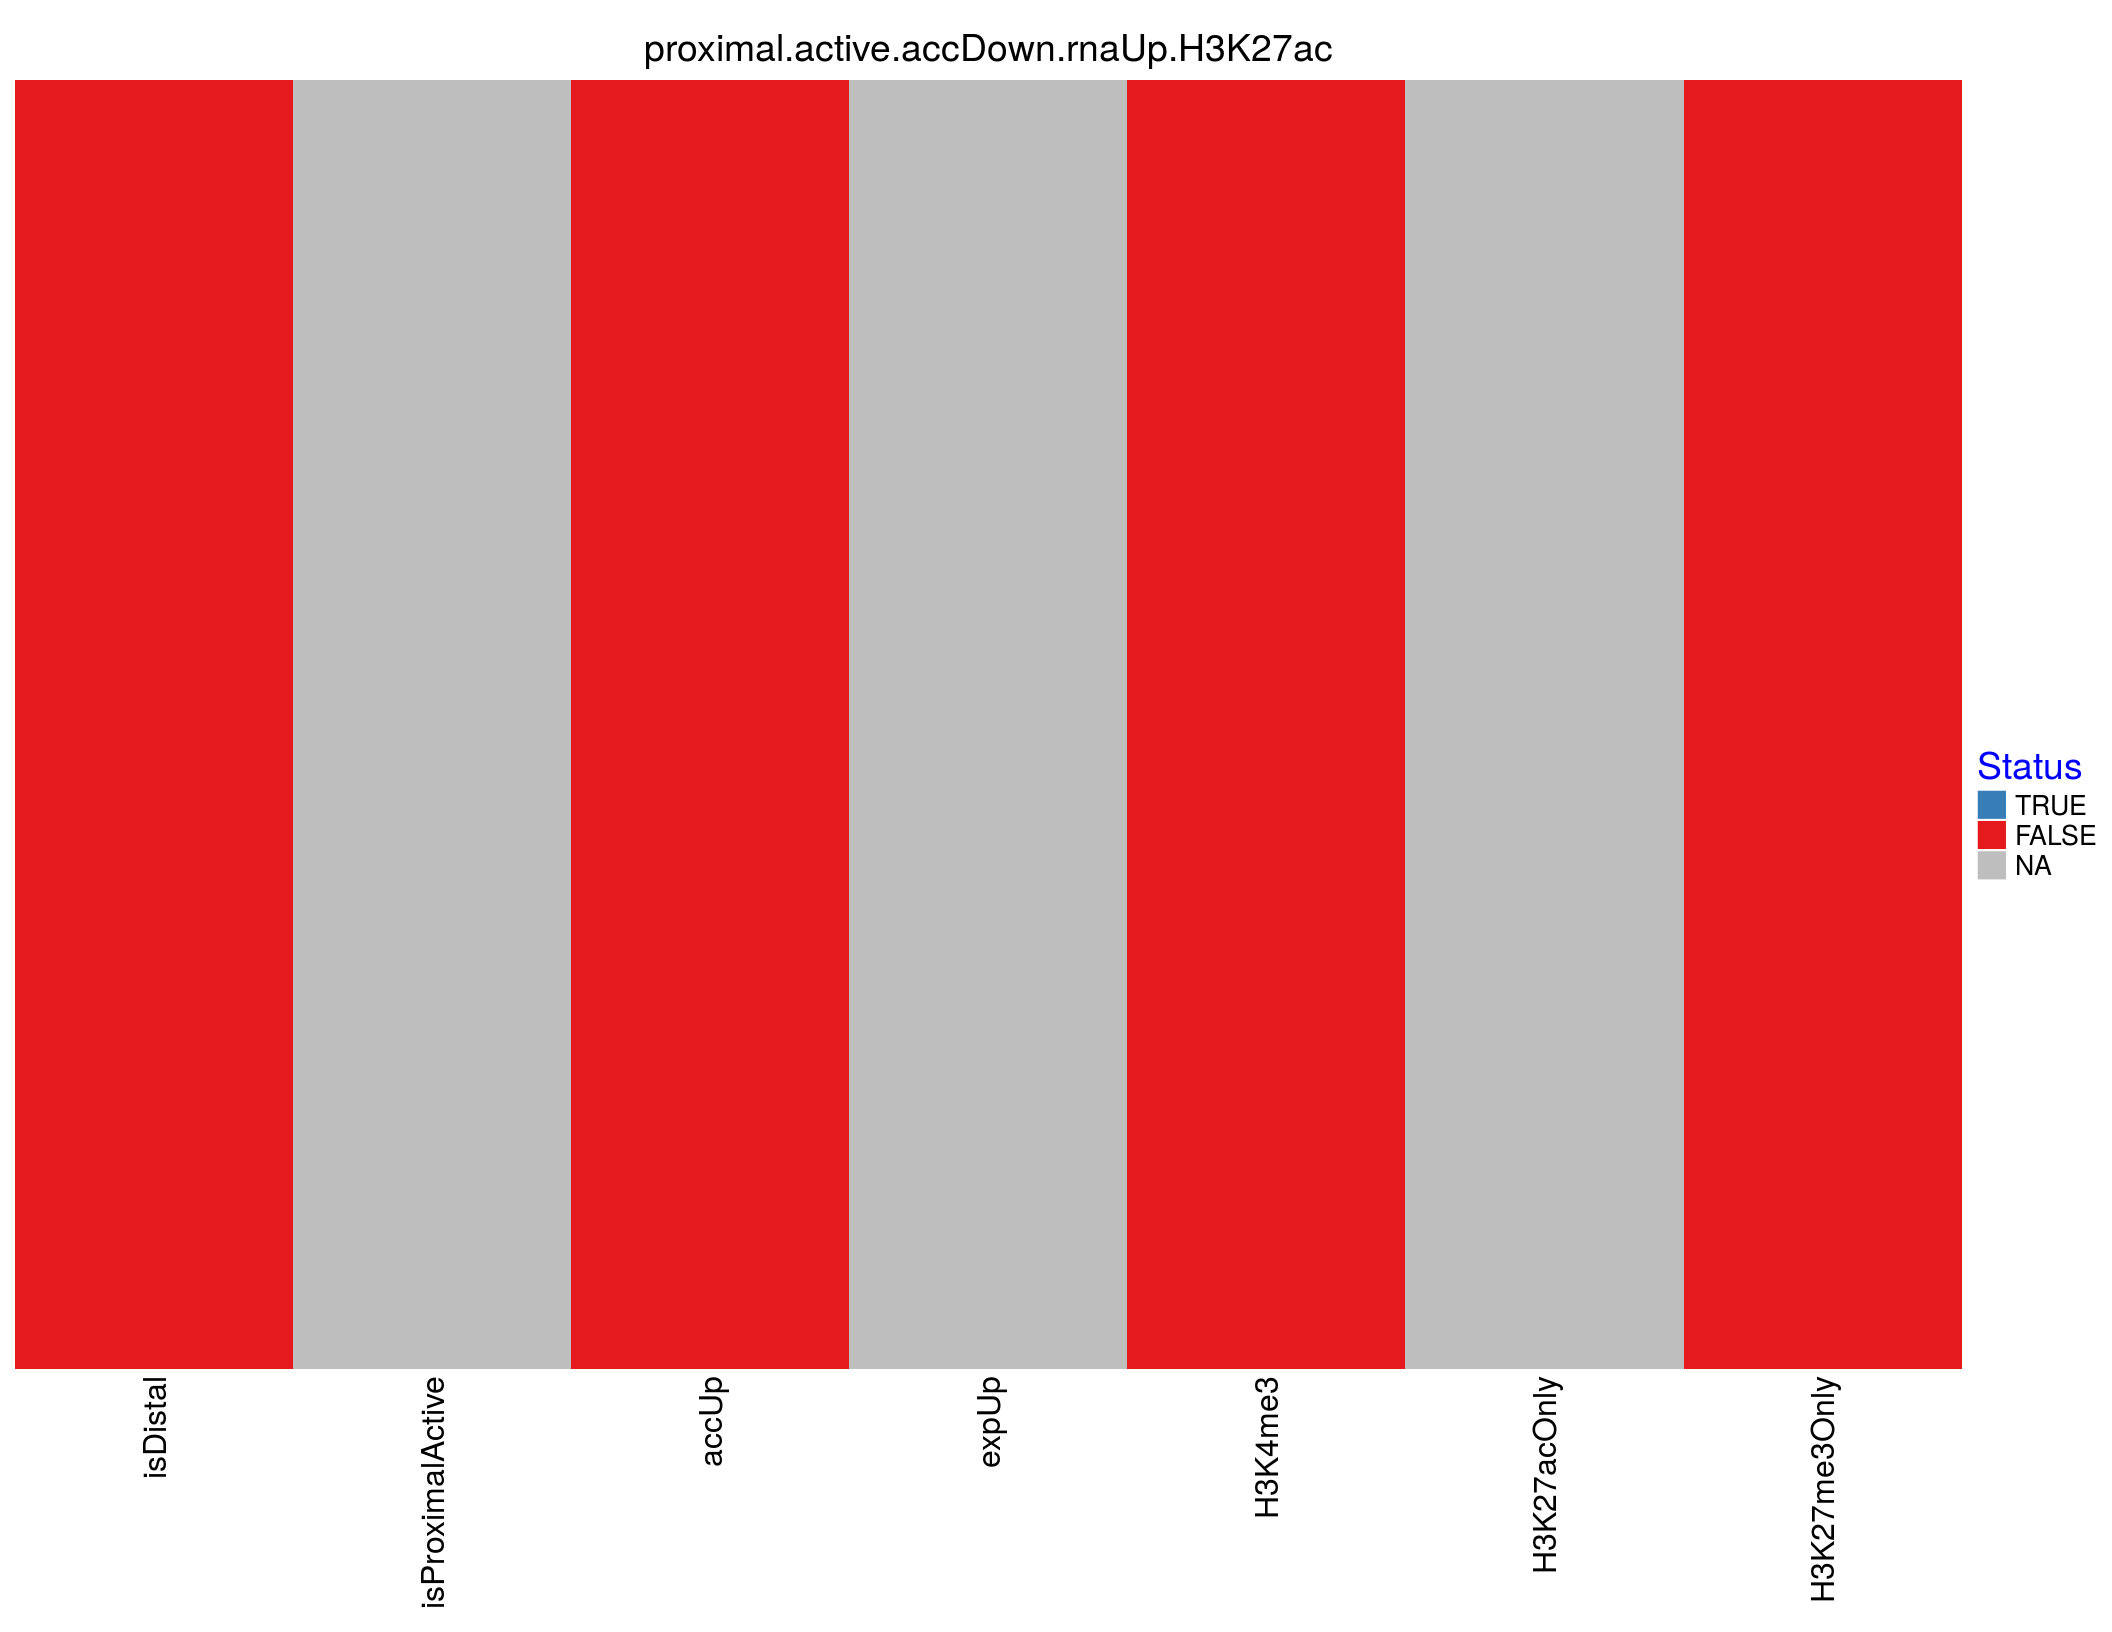 proximal.active.accDown.rnaUp.H3K27ac
Status
TRUE
FALSE
NA
isDistal
isProximalActive
accUp
expUp
H3K4me3
H3K27acOnly
H3K27me3Only